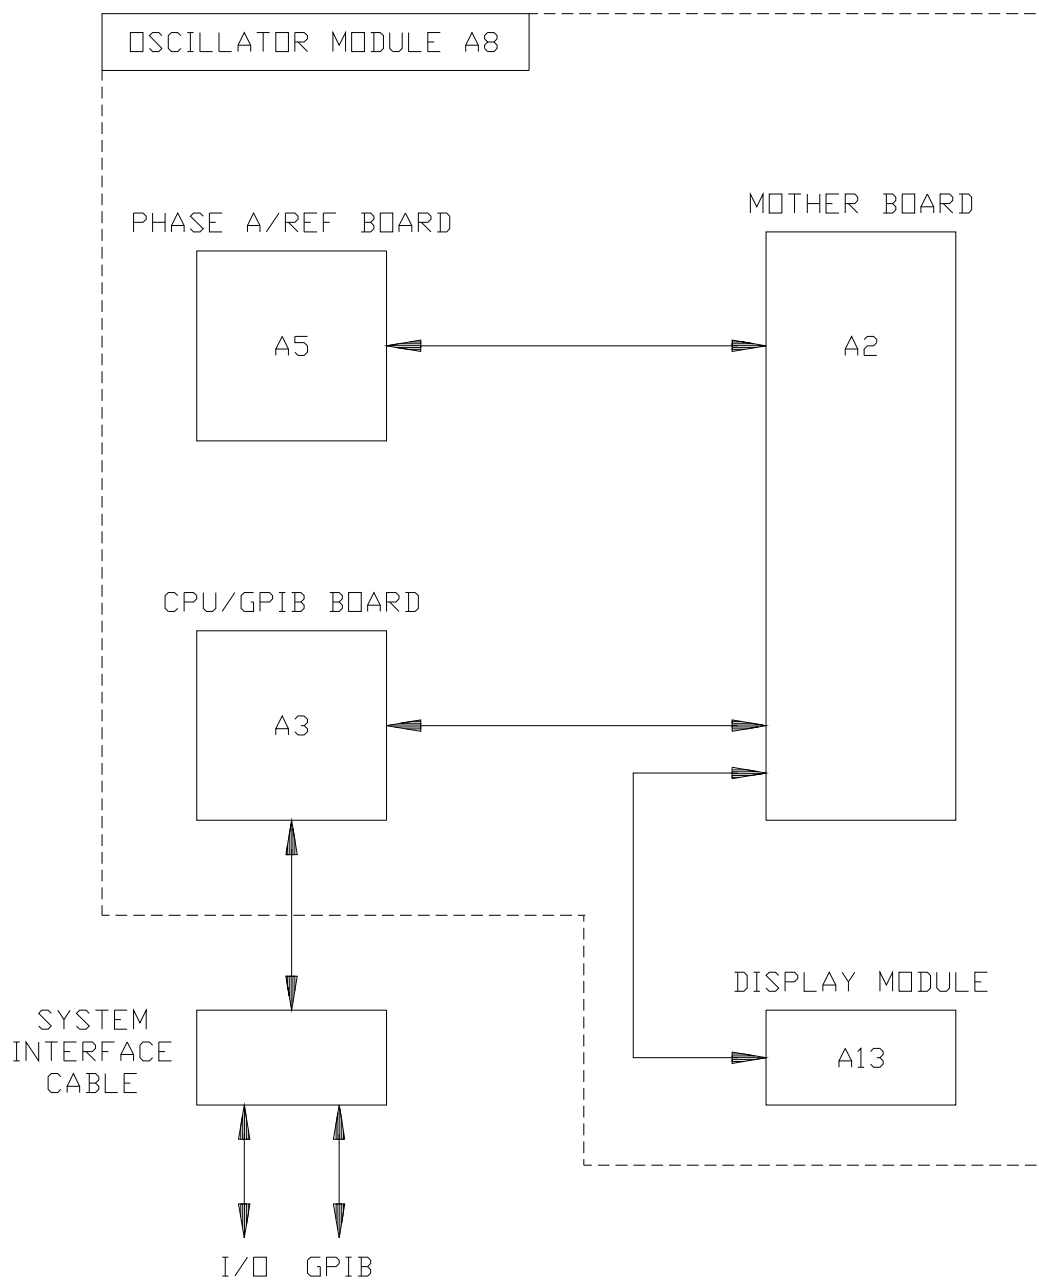 OSCILLATOR MODULE A8
MOTHER BOARD
PHASE A/REF BOARD
A5
A2
CPU/GPIB BOARD
A3
DISPLAY MODULE
SYSTEM
INTERFACE
CABLE
A13
I/O GPIB